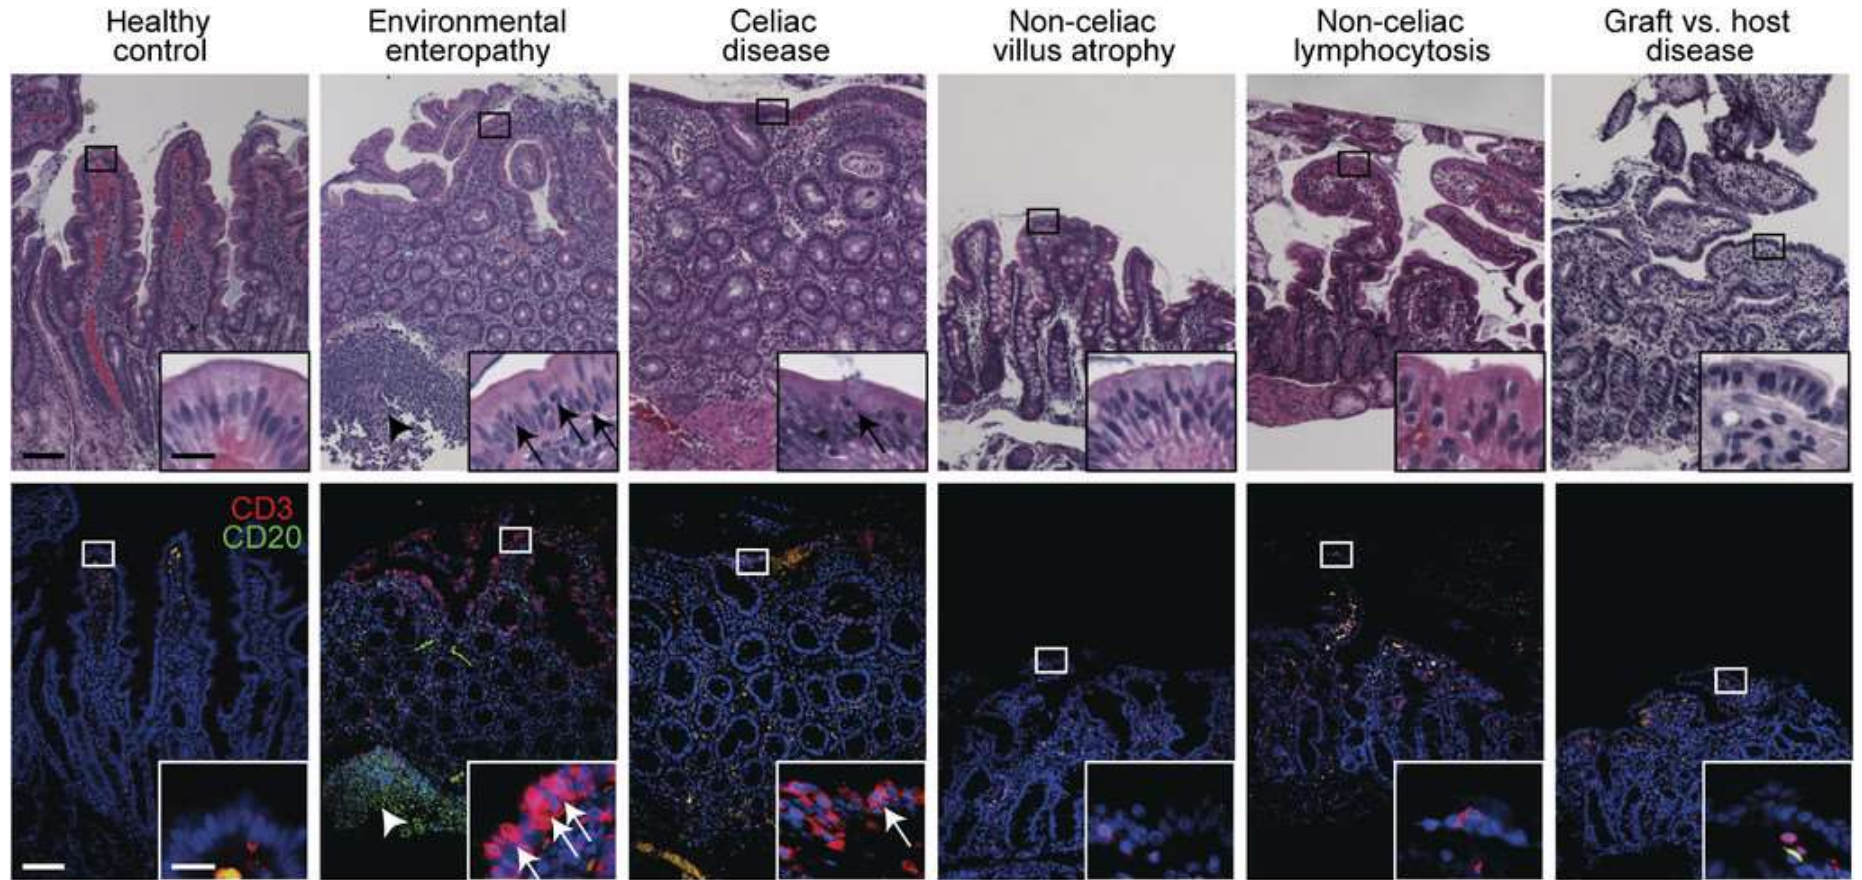 Healthy
control
Environmental
enteropathy
Celiac
disease
Non-celiac
villus atrophy
Non-celiac
lymphocytosis
Graft vs. host
disease
CD3
CD20